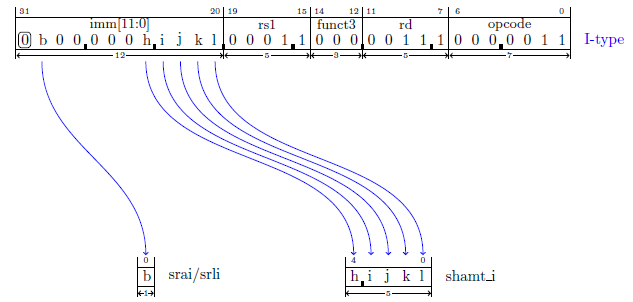 31 20 19 15 14 12 11 7 6 0
imm[11:0] rs1 funct3 rd opcode
0 b 0 0 0 0 0 h i j k l 0 0 0 1 1 0 0 0 0 0 1 1 1 0 0 0 0 0 1 1 I-type
12 5 3 5 7
0 4 0
b srai/srli h i j k l shamt_i
1 5